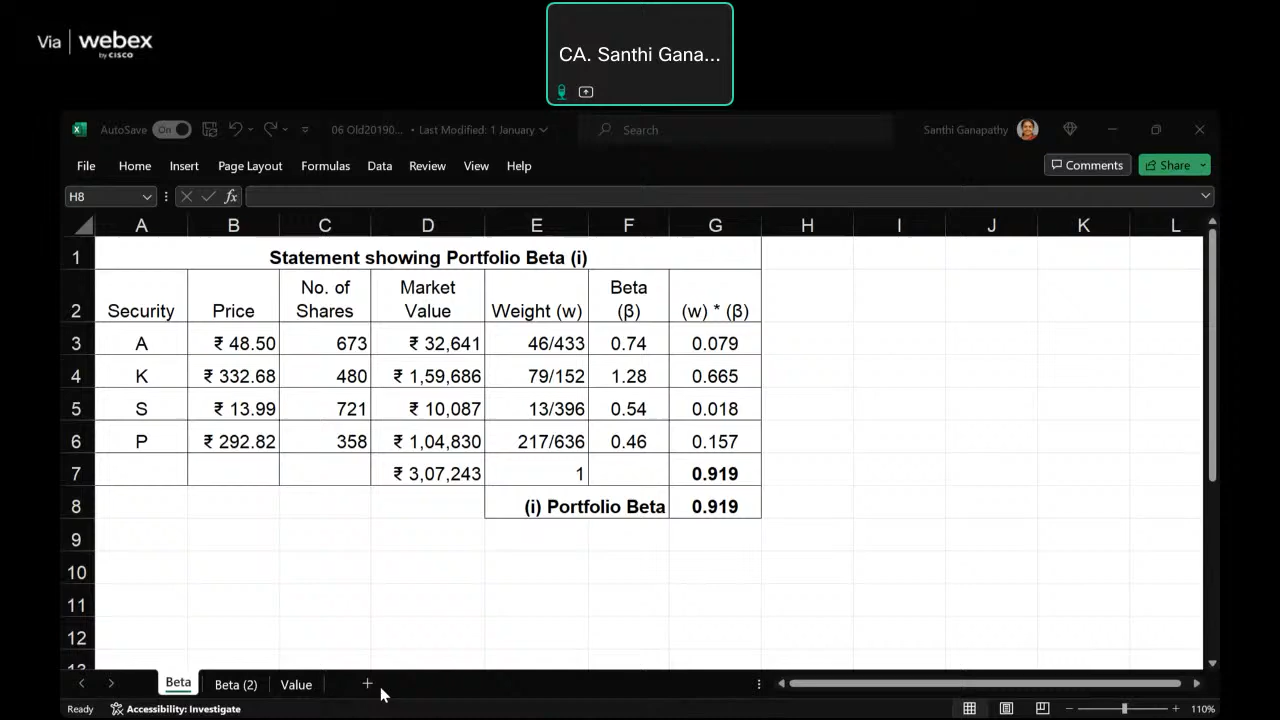 Via | webex
by CISCO
CA. Santhi Gana...
AutoSave On 06 Old20190... • Last Modified: 1 January Search Santhi Ganapathy
File Home Insert Page Layout Formulas Data Review View Help Comments Share
H8 fx
A B C D E F G H I J K L
1 Statement showing Portfolio Beta (i)
No. of Market Beta
2 Security Price Shares Value Weight (w) (β) (w) * (β)
3 A ₹ 48.50 673 ₹ 32,641 46/433 0.74 0.079
4 K ₹ 332.68 480 ₹ 1,59,686 79/152 1.28 0.665
5 S ₹ 13.99 721 ₹ 10,087 13/396 0.54 0.018
6 P ₹ 292.82 358 ₹ 1,04,830 217/636 0.46 0.157
7 ₹ 3,07,243 1 0.919
8 (i) Portfolio Beta 0.919
9
10
11
12
13
Beta Beta (2) Value +
Ready Accessibility: Investigate 110%